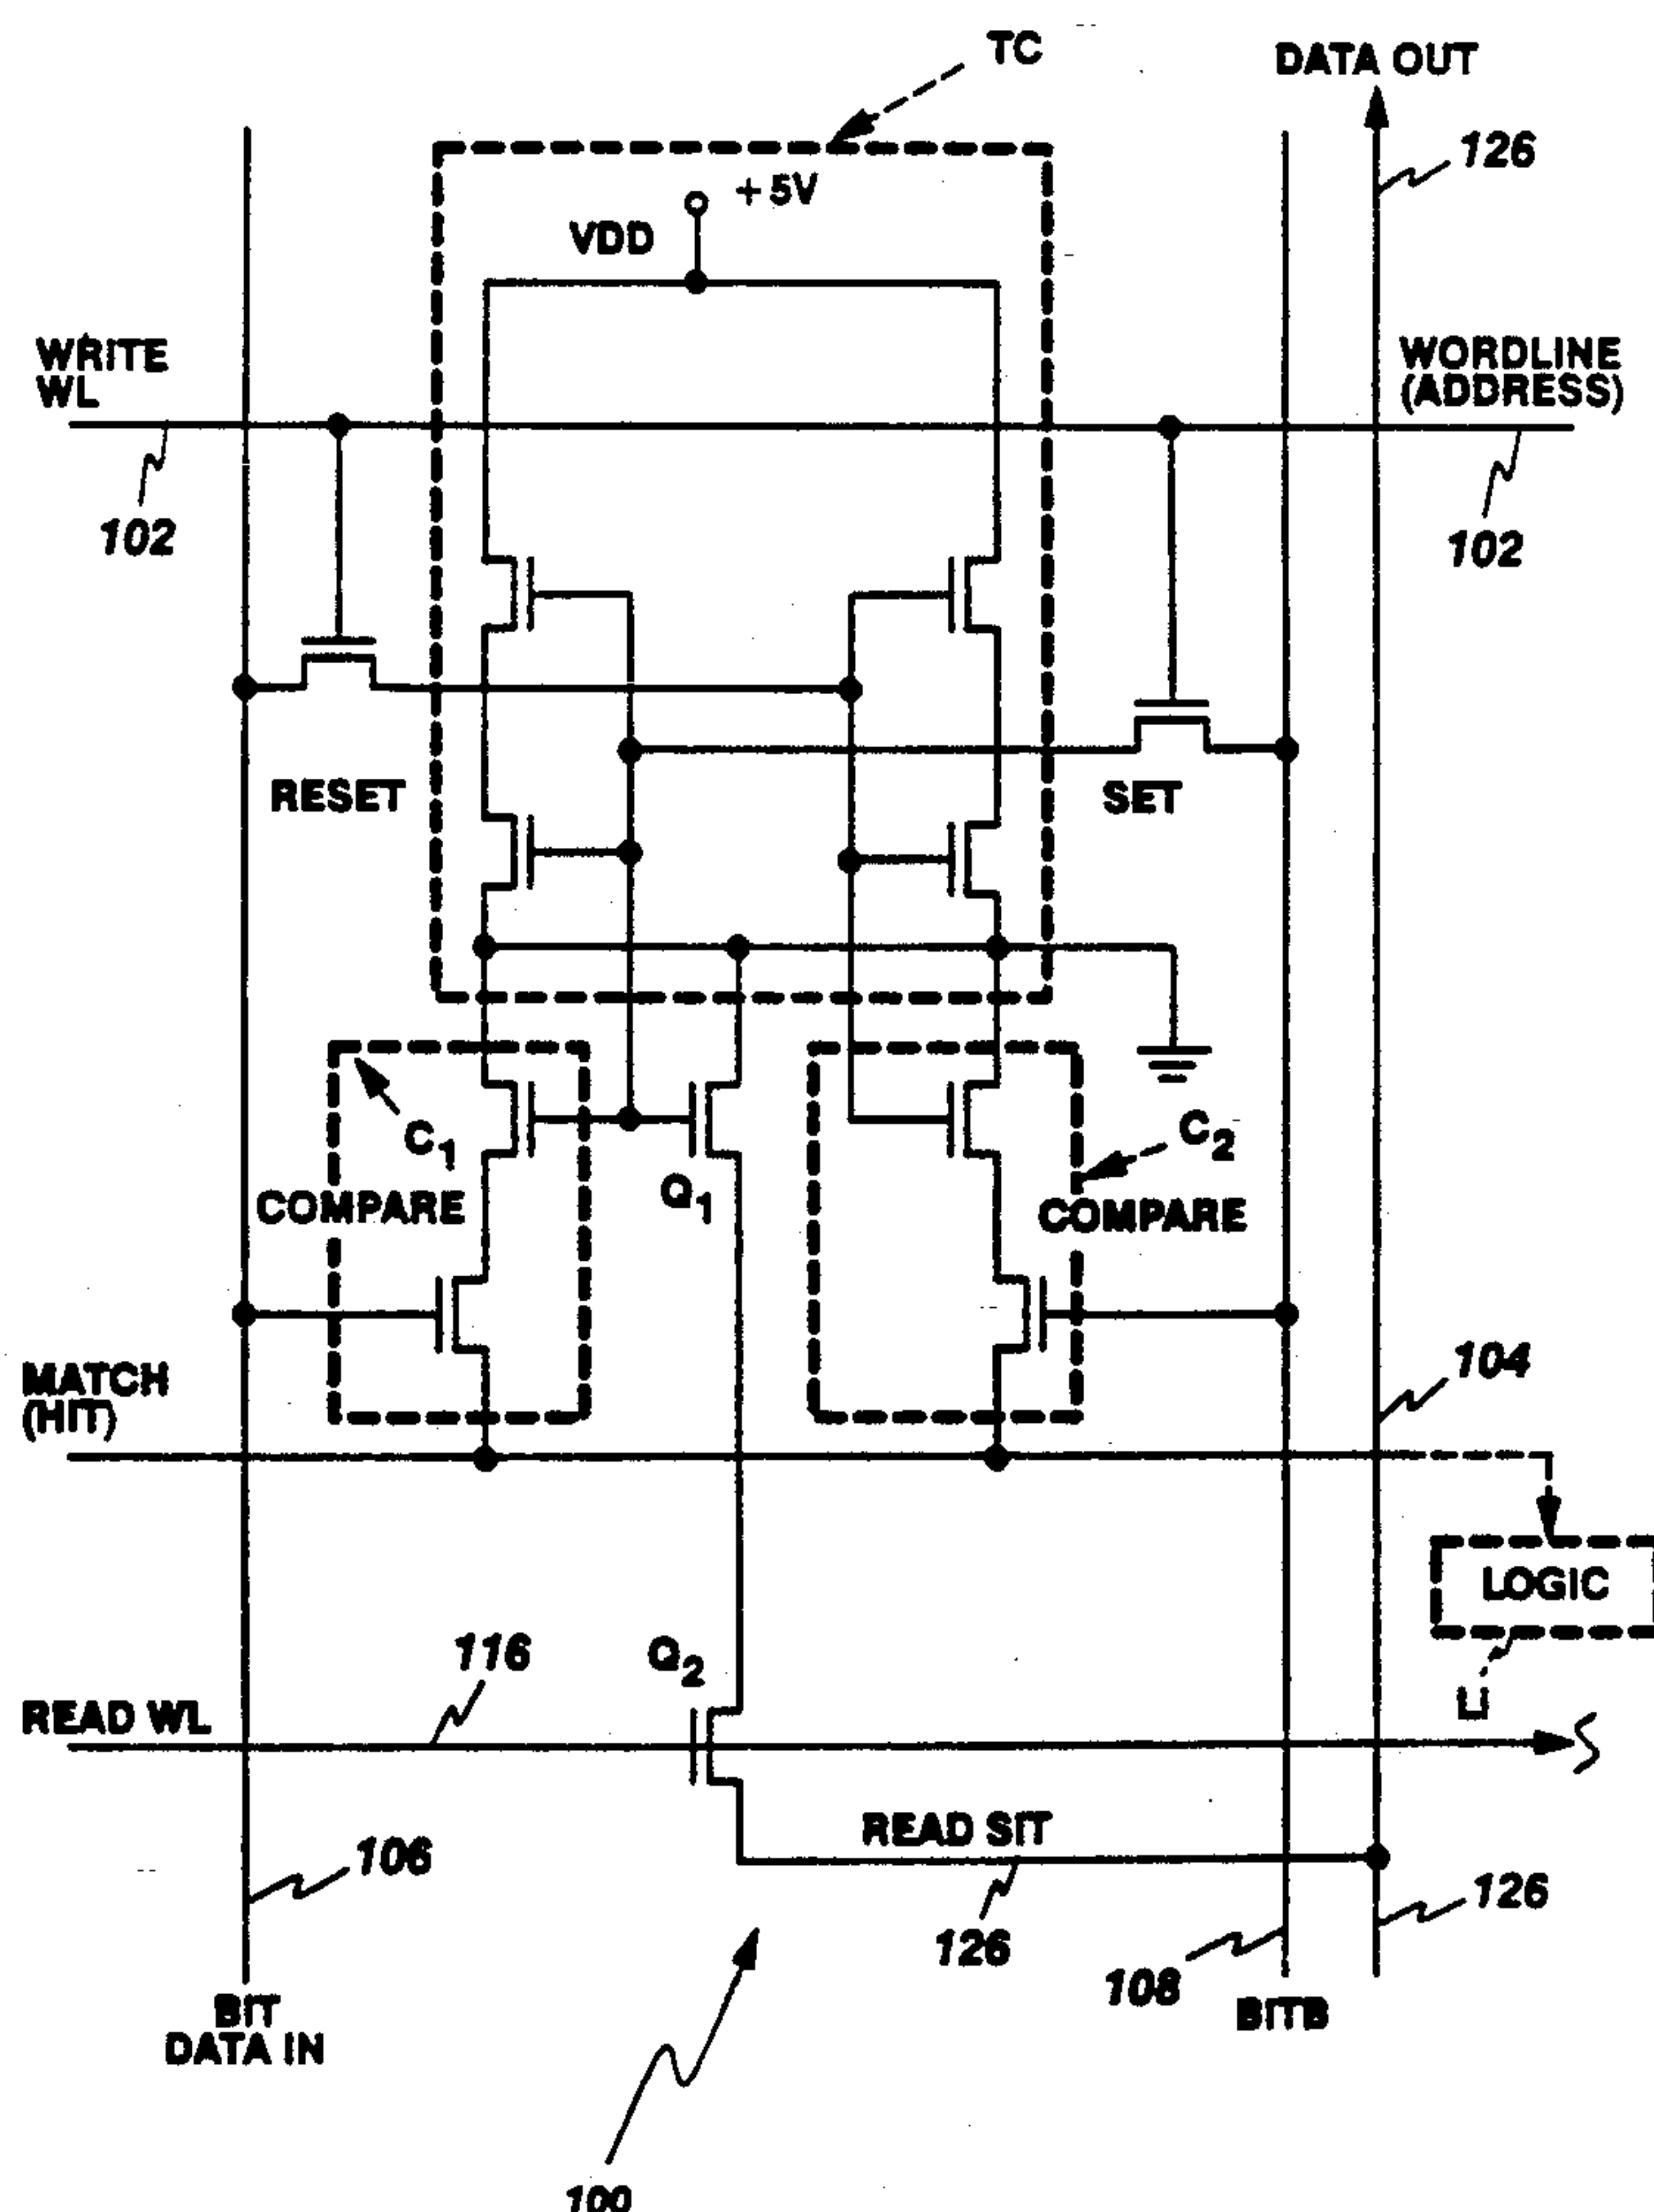 TC
DATA OUT
126
+5V
VDD
WRITE
WL
WORDLINE
(ADDRESS)
102
102
RESET
SET
C1
C2
COMPARE
Q1
COMPARE
MATCH
(HIT)
104
LOGIC
Q2
116
READ WL
READ SIT
106
126
126
108
BIT
DATA IN
BITB
100